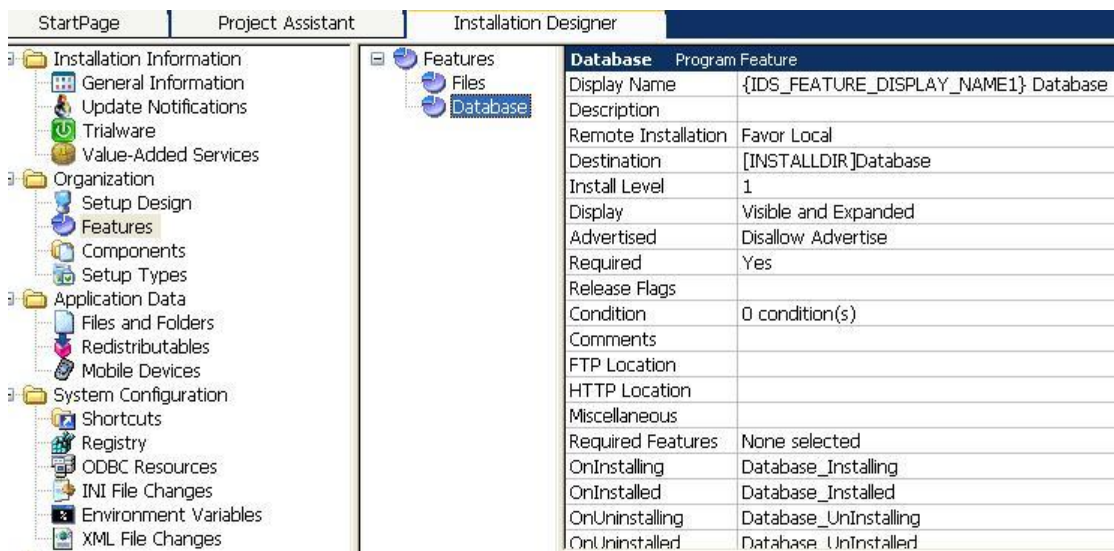 StartPage
Project Assistant
Installation Designer
Installation Information
General Information
Update Notifications
Trialware
Value-Added Services
Organization
Setup Design
Features
Components
Setup Types
Application Data
Files and Folders
Redistributables
Mobile Devices
System Configuration
Shortcuts
Registry
ODBC Resources
INI File Changes
Environment Variables
XML File Changes
Features
Files
Database
Database Program Feature
Display Name {IDS_FEATURE_DISPLAY_NAME1} Database
Description
Remote Installation Favor Local
Destination [INSTALLDIR]Database
Install Level 1
Display Visible and Expanded
Advertised Disallow Advertise
Required Yes
Release Flags
Condition 0 condition(s)
Comments
FTP Location
HTTP Location
Miscellaneous
Required Features None selected
OnInstalling Database_Installing
OnInstalled Database_Installed
OnUninstalling Database_UnInstalling
OnUninstalled Database_UnInstalled